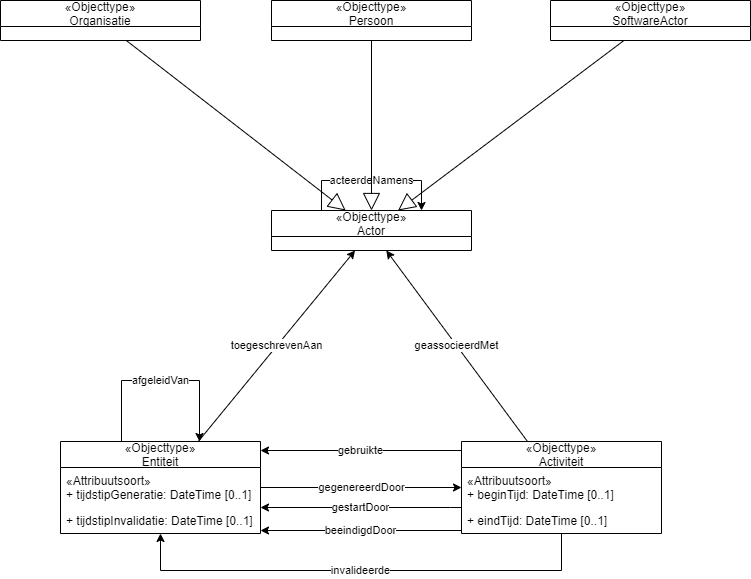 «Objecttype»
Organisatie
«Objecttype»
Persoon
«Objecttype»
SoftwareActor
acteerdeNamens
«Objecttype»
Actor
toegeschrevenAan
geassocieerdMet
afgeleidVan
«Objecttype»
Entiteit
«Attribuutsoort»
+ tijdstipGeneratie: DateTime [0..1]
+ tijdstipInvalidatie: DateTime [0..1]
gebruikte
gegenereerdDoor
gestartDoor
beeindigdDoor
«Objecttype»
Activiteit
«Attribuutsoort»
+ beginTijd: DateTime [0..1]
+ eindTijd: DateTime [0..1]
invalideerde